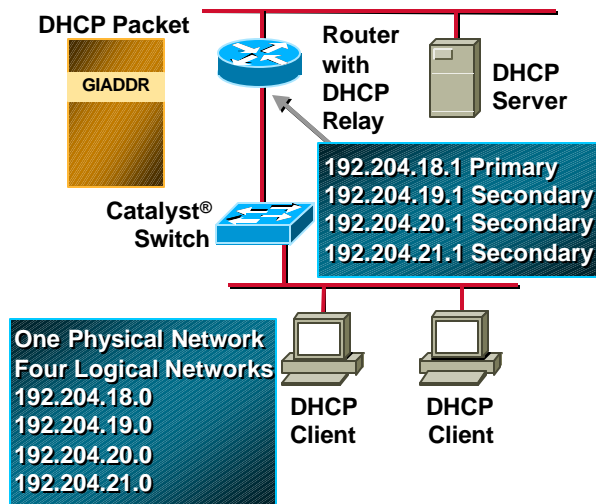 DHCP Packet
GIADDR
Router
with
DHCP
Relay
DHCP
Server
192.204.18.1 Primary
192.204.19.1 Secondary
192.204.20.1 Secondary
192.204.21.1 Secondary
Catalyst®
Switch
One Physical Network
Four Logical Networks
192.204.18.0
192.204.19.0
192.204.20.0
192.204.21.0
DHCP
Client
DHCP
Client